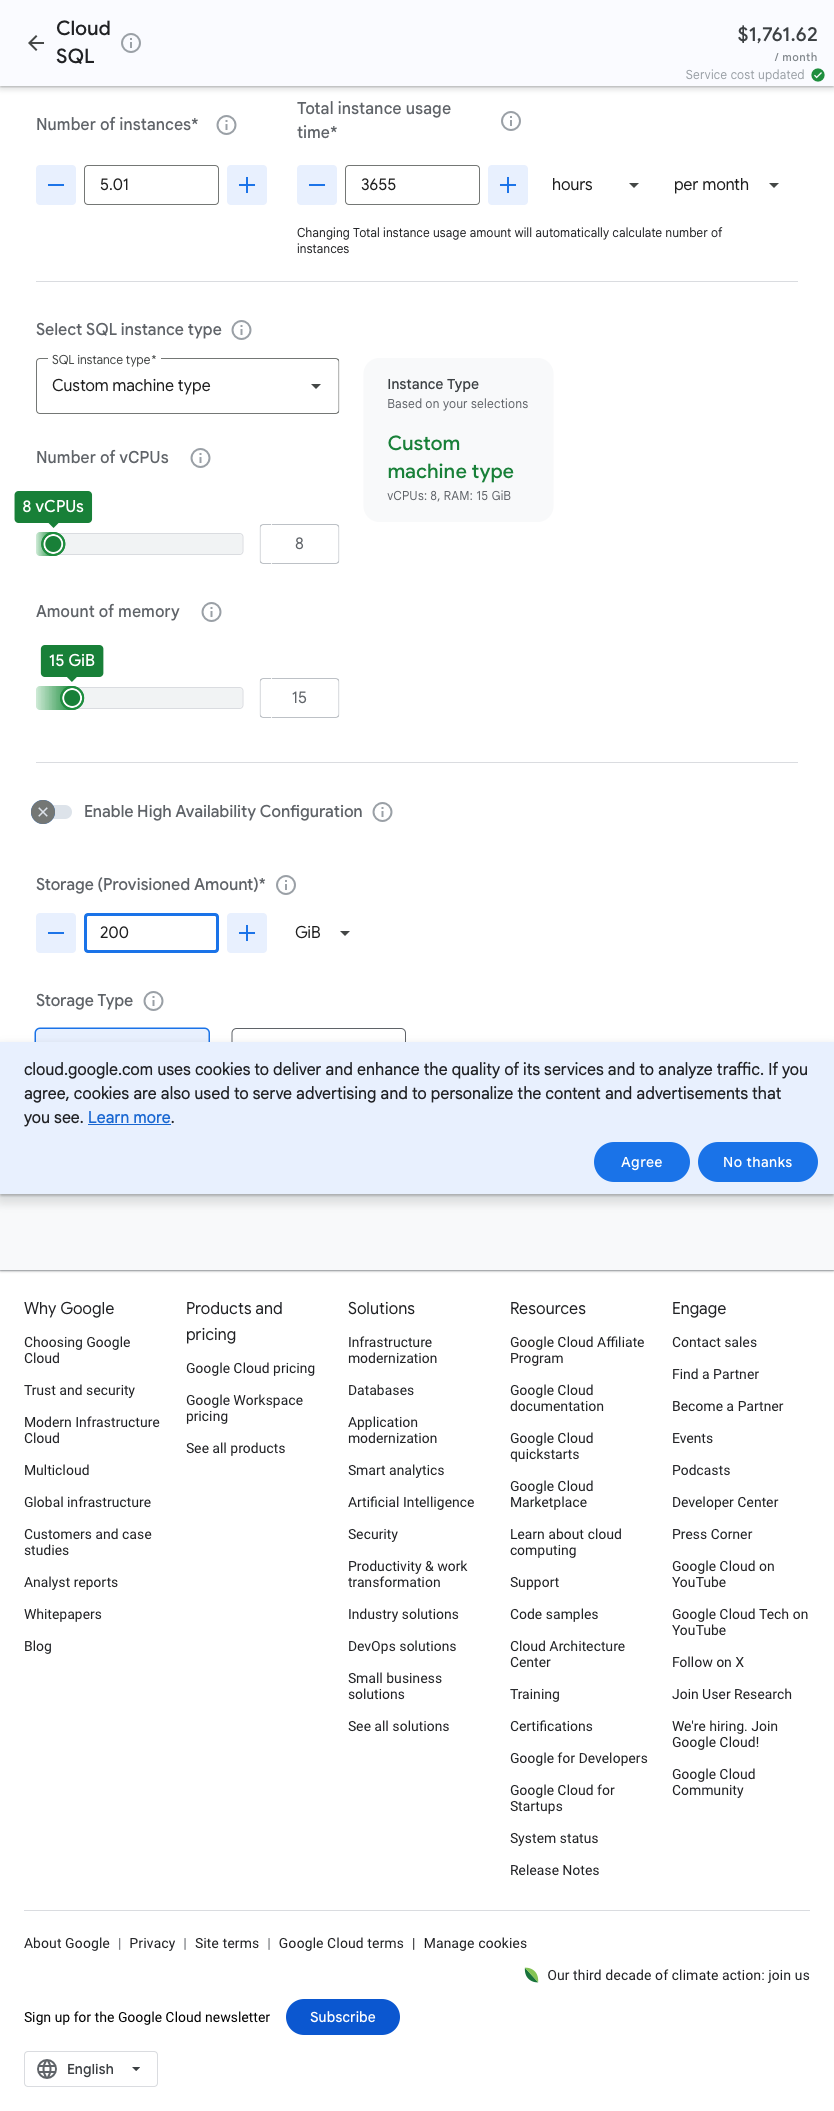 Cloud
SQL
$1,761.62
/ month
Service cost updated
Number of instances*
Total instance usage
time*
5.01
3655
hours
per month
Changing Total instance usage amount will automatically calculate number of
instances
Select SQL instance type
SQL instance type*
Custom machine type
Instance Type
Based on your selections
Custom
machine type
vCPUs: 8, RAM: 15 GiB
Number of vCPUs
8 vCPUs
8
Amount of memory
15 GiB
15
Enable High Availability Configuration
Storage (Provisioned Amount)*
200
GiB
Storage Type
cloud.google.com uses cookies to deliver and enhance the quality of its services and to analyze traffic. If you
agree, cookies are also used to serve advertising and to personalize the content and advertisements that
you see. Learn more.
Agree
No thanks
Why Google
Choosing Google
Cloud
Trust and security
Modern Infrastructure
Cloud
Multicloud
Global infrastructure
Customers and case
studies
Analyst reports
Whitepapers
Blog
Products and
pricing
Google Cloud pricing
Google Workspace
pricing
See all products
Solutions
Infrastructure
modernization
Databases
Application
modernization
Smart analytics
Artificial Intelligence
Security
Productivity & work
transformation
Industry solutions
DevOps solutions
Small business
solutions
See all solutions
Resources
Google Cloud Affiliate
Program
Google Cloud
documentation
Google Cloud
quickstarts
Google Cloud
Marketplace
Learn about cloud
computing
Support
Code samples
Cloud Architecture
Center
Training
Certifications
Google for Developers
Google Cloud for
Startups
System status
Release Notes
Engage
Contact sales
Find a Partner
Become a Partner
Events
Podcasts
Developer Center
Press Corner
Google Cloud on
YouTube
Google Cloud Tech on
YouTube
Follow on X
Join User Research
We're hiring. Join
Google Cloud!
Google Cloud
Community
About Google | Privacy | Site terms | Google Cloud terms | Manage cookies
Our third decade of climate action: join us
Sign up for the Google Cloud newsletter
Subscribe
English